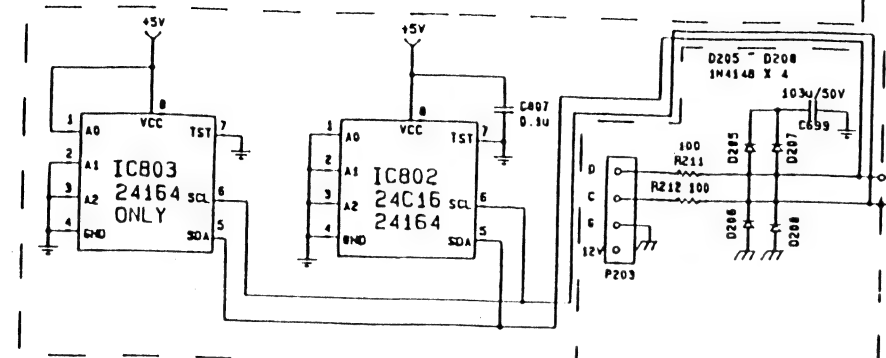 +5V
+5V
D205 - D208
1N4148 X 4
103u/50V
C699
C807
0.1u
1
A0
VCC
8
TST
7
2
A1
IC803
24164
ONLY
3
A2
SCL
6
4
GND
SDA
5
1
A0
VCC
8
TST
7
2
A1
IC802
24C16
24164
3
A2
SCL
6
4
GND
SDA
5
D
C
G
12V
P203
100
R211
R212 100
D205
D207
D206
D208